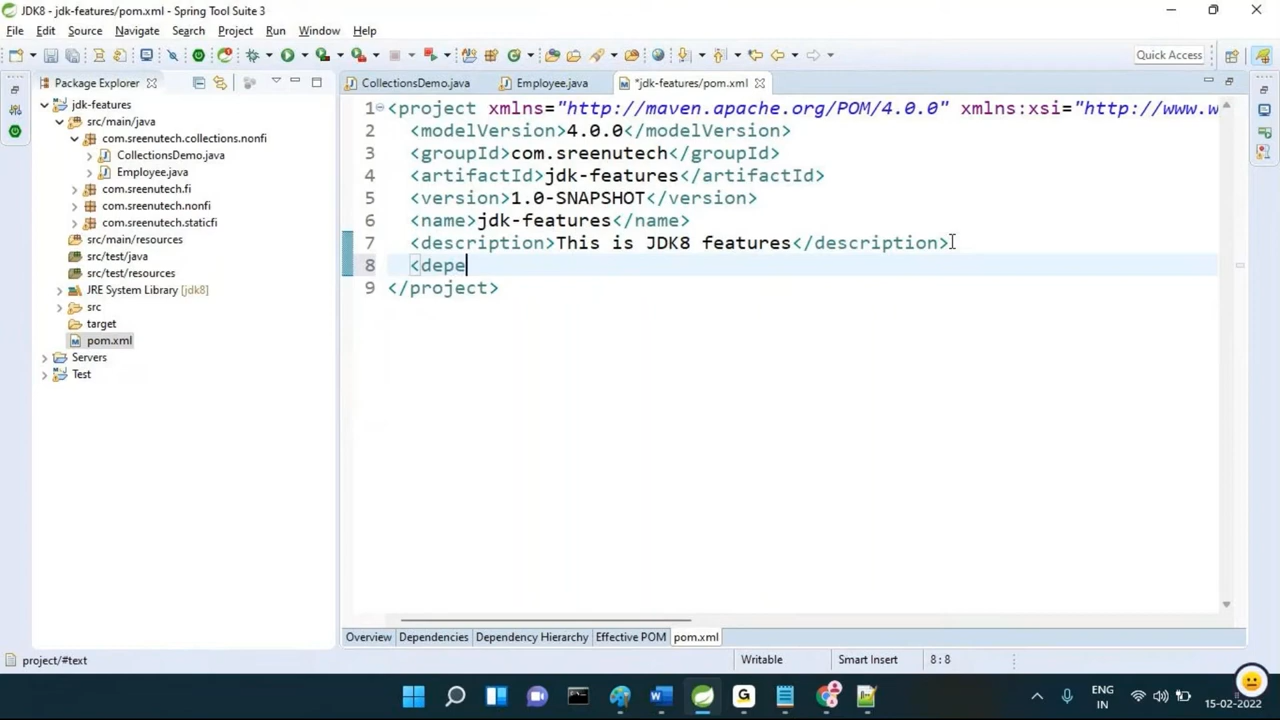 JDK8 - jdk-features/pom.xml - Spring Tool Suite 3
File Edit Source Navigate Search Project Run Window Help
Quick Access
Package Explorer
CollectionsDemo.java
Employee.java
*jdk-features/pom.xml
jdk-features
src/main/java
com.sreenutech.collections.nonfi
CollectionsDemo.java
Employee.java
com.sreenutech.fi
com.sreenutech.nonfi
com.sreenutech.staticfi
src/main/resources
src/test/java
src/test/resources
JRE System Library [jdk8]
src
target
pom.xml
Servers
Test
1 <project xmlns="http://maven.apache.org/POM/4.0.0" xmlns:xsi="http://www.w
2 <modelVersion>4.0.0</modelVersion>
3 <groupId>com.sreenutech</groupId>
4 <artifactId>jdk-features</artifactId>
5 <version>1.0-SNAPSHOT</version>
6 <name>jdk-features</name>
7 <description>This is JDK8 features</description>
8 <depe
9 </project>
Overview Dependencies Dependency Hierarchy Effective POM pom.xml
project/#text
Writable
Smart Insert
8 : 8
ENG
IN
15-02-2022